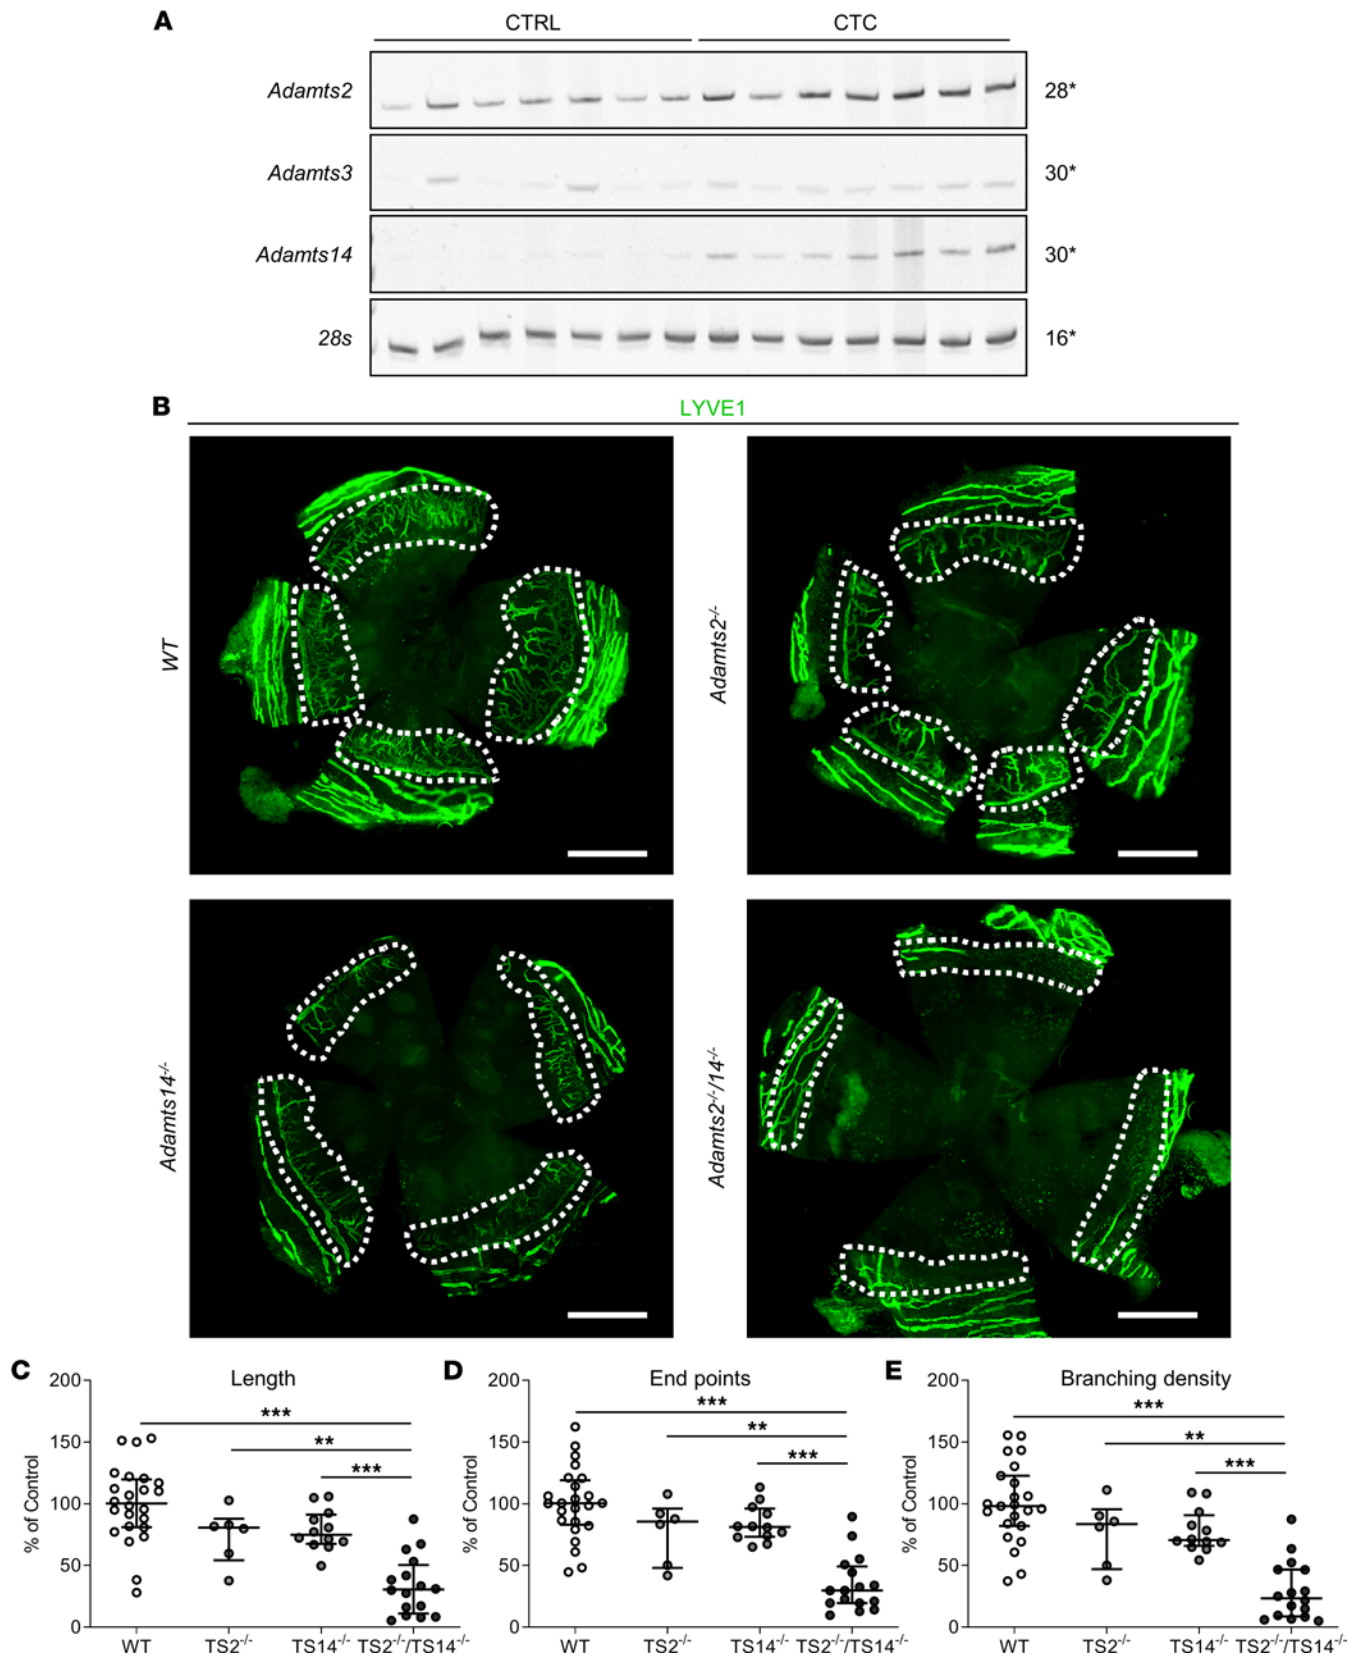 A
CTRL CTC
Adamts2 28*
Adamts3 30*
Adamts14 30*
28s 16*
B
LYVE1
WT
Adamts2-/-
Adamts14-/-
Adamts2-/-/14-/-
C Length
% of Control
200
150
100
50
0
*** 
**
***
WT TS2-/- TS14-/- TS2-/-/TS14-/-
D End points
% of Control
200
150
100
50
0
***
**
***
WT TS2-/- TS14-/- TS2-/-/TS14-/-
E Branching density
% of Control
200
150
100
50
0
***
**
***
WT TS2-/- TS14-/- TS2-/-/TS14-/-